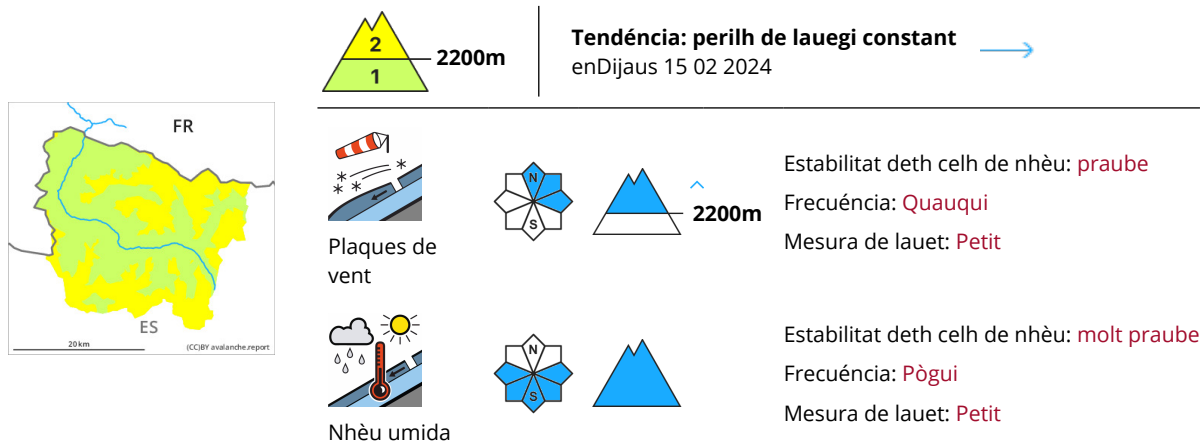 FR
ES
20 km
(CC)BY avalanche.report
2
1
2200m
Tendéncia: perilh de lauegi constant
enDijaus 15 02 2024
Plaques de
vent
N
S
2200m
Estabilitat deth celh de nhèu: praube
Frecuéncia: Quauqui
Mesura de lauet: Petit
Nhèu umida
N
S
Estabilitat deth celh de nhèu: molt praube
Frecuéncia: Pògui
Mesura de lauet: Petit